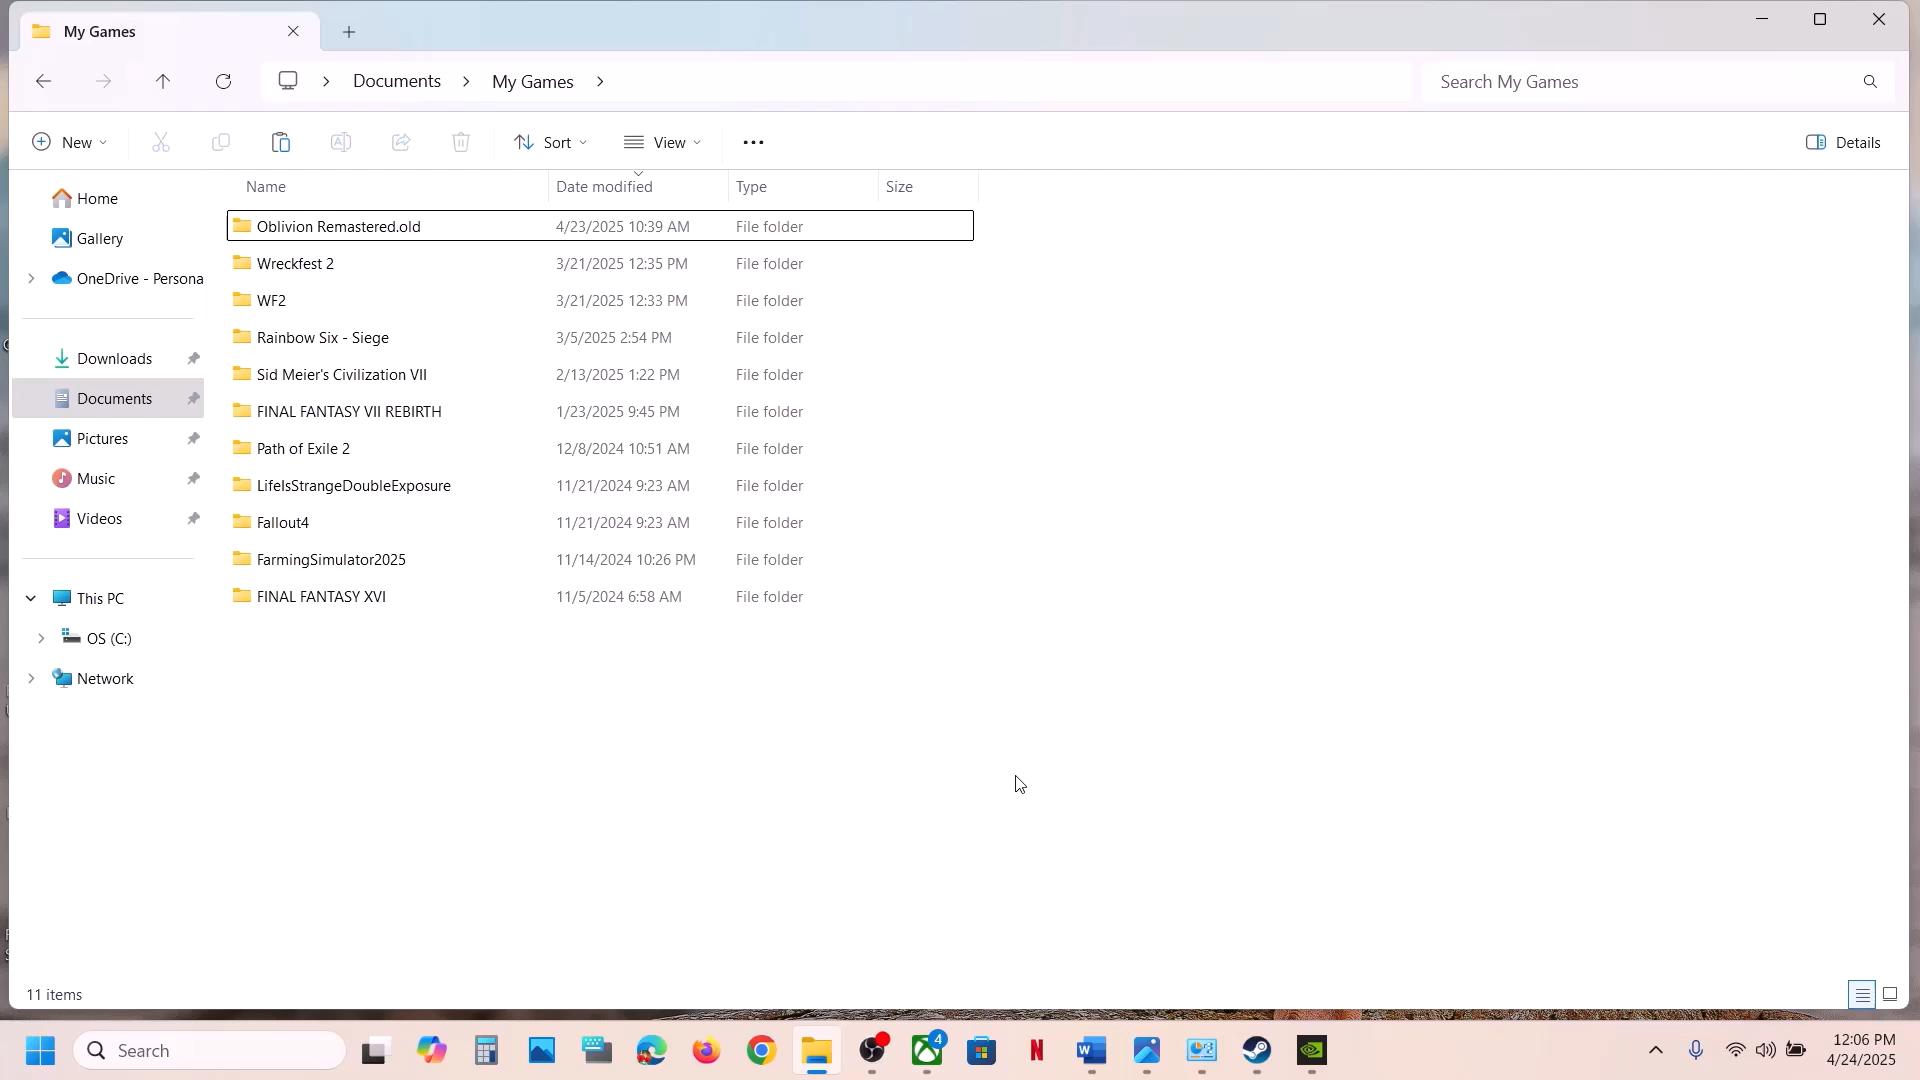 My Games
Documents
My Games
Search My Games
New
Sort
View
Details
Name
Date modified
Type
Size
Home
Gallery
OneDrive - Persona
Downloads
Documents
Pictures
Music
Videos
This PC
OS (C:)
Network
Oblivion Remastered.old 4/23/2025 10:39 AM File folder
Wreckfest 2 3/21/2025 12:35 PM File folder
WF2 3/21/2025 12:33 PM File folder
Rainbow Six - Siege 3/5/2025 2:54 PM File folder
Sid Meier's Civilization VII 2/13/2025 1:22 PM File folder
FINAL FANTASY VII REBIRTH 1/23/2025 9:45 PM File folder
Path of Exile 2 12/8/2024 10:51 AM File folder
LifeIsStrangeDoubleExposure 11/21/2024 9:23 AM File folder
Fallout4 11/21/2024 9:23 AM File folder
FarmingSimulator2025 11/14/2024 10:26 PM File folder
FINAL FANTASY XVI 11/5/2024 6:58 AM File folder
11 items
Search
4
12:06 PM
4/24/2025